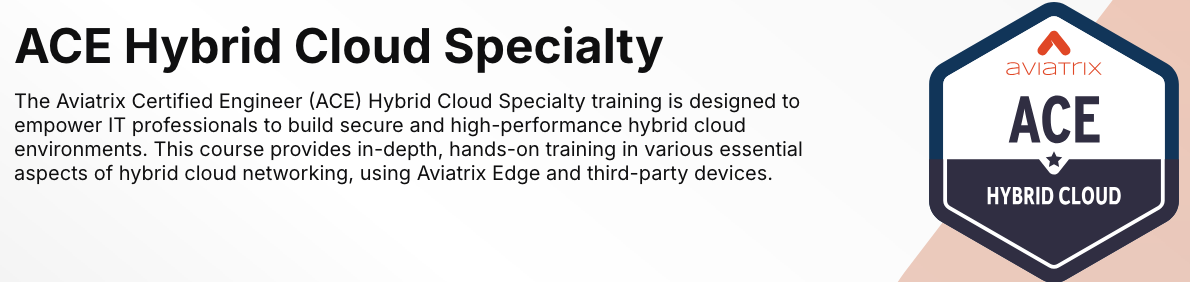 ACE Hybrid Cloud Specialty
The Aviatrix Certified Engineer (ACE) Hybrid Cloud Specialty training is designed to
empower IT professionals to build secure and high-performance hybrid cloud
environments. This course provides in-depth, hands-on training in various essential
aspects of hybrid cloud networking, using Aviatrix Edge and third-party devices.
aviatrix
ACE
HYBRID CLOUD